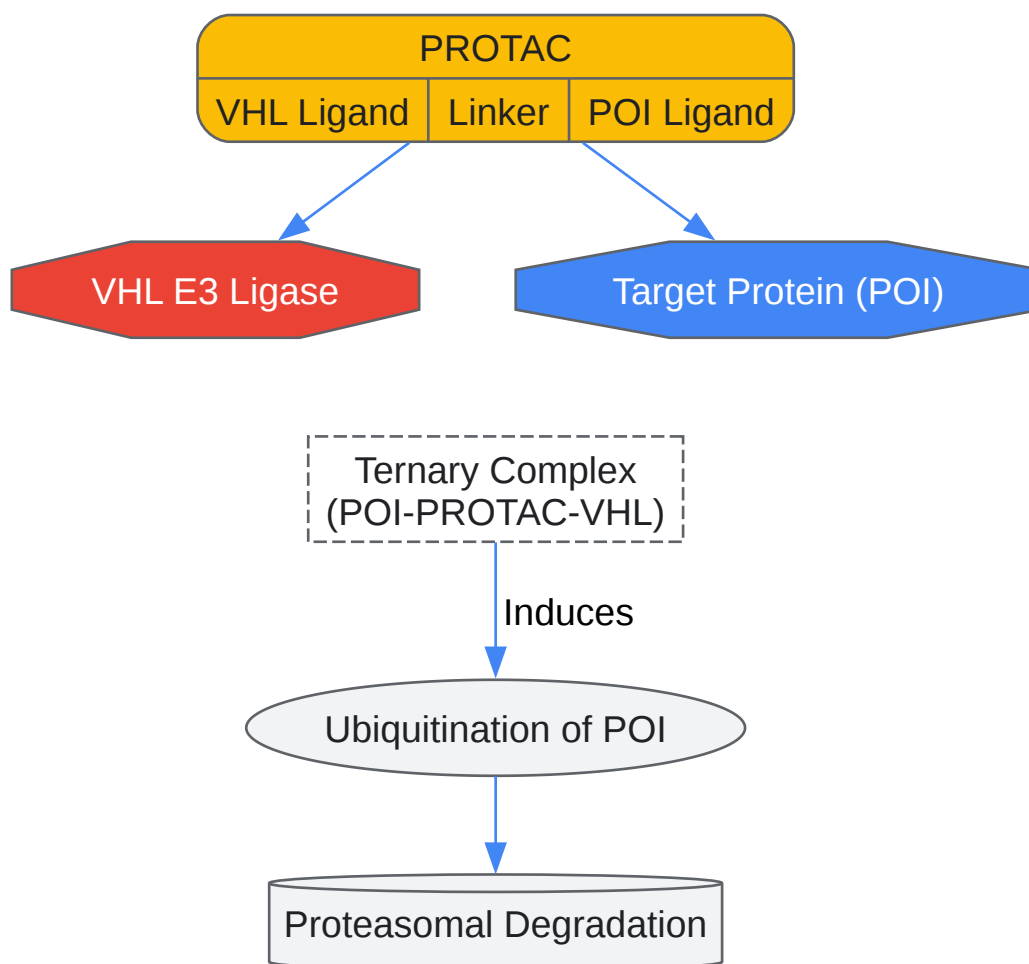 PROTAC
VHL Ligand
Linker
POI Ligand
VHL E3 Ligase
Target Protein (POI)
Ternary Complex
(POI-PROTAC-VHL)
Induces
Ubiquitination of POI
Proteasomal Degradation